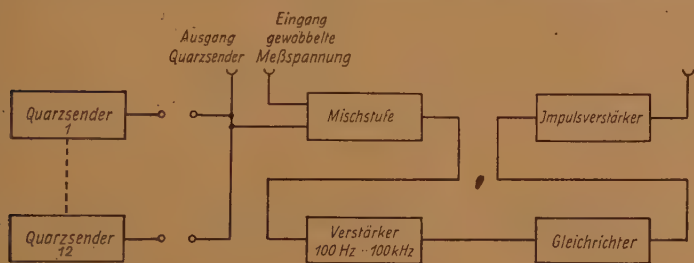 Ausgang
Quarzsender
Eingang
gewobbelte
Meßspannung
Quarzsender
1
Mischstufe
Jmpulsverstärker
Quarzsender
12
Verstärker
100 Hz ·· 100 kHz
Gleichrichter